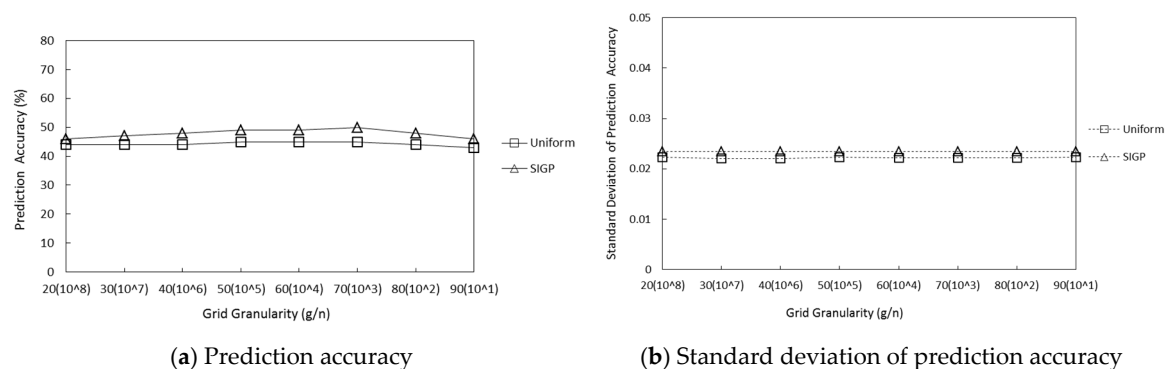 80
70
60
50
40
30
20
10
0
Prediction Accuracy (%)
20(10^8) 30(10^7) 40(10^6) 50(10^5) 60(10^4) 70(10^3) 80(10^2) 90(10^1)
Grid Granularity (g/n)
Uniform
SIGP
(a) Prediction accuracy
0.05
0.04
0.03
0.02
0.01
0
Standard Deviation of Prediction Accuracy
20(10^8) 30(10^7) 40(10^6) 50(10^5) 60(10^4) 70(10^3) 80(10^2) 90(10^1)
Grid Granularity (g/n)
Uniform
SIGP
(b) Standard deviation of prediction accuracy